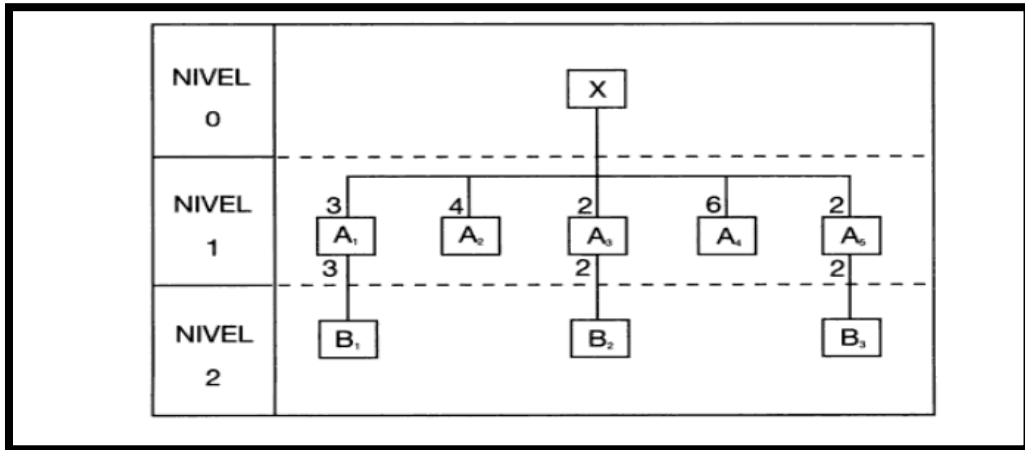 NIVEL
0
X
NIVEL
1
3 4 2 6 2
A₁ A₂ A₃ A₄ A₅
3 2 2
NIVEL
2
B₁ B₂ B₃